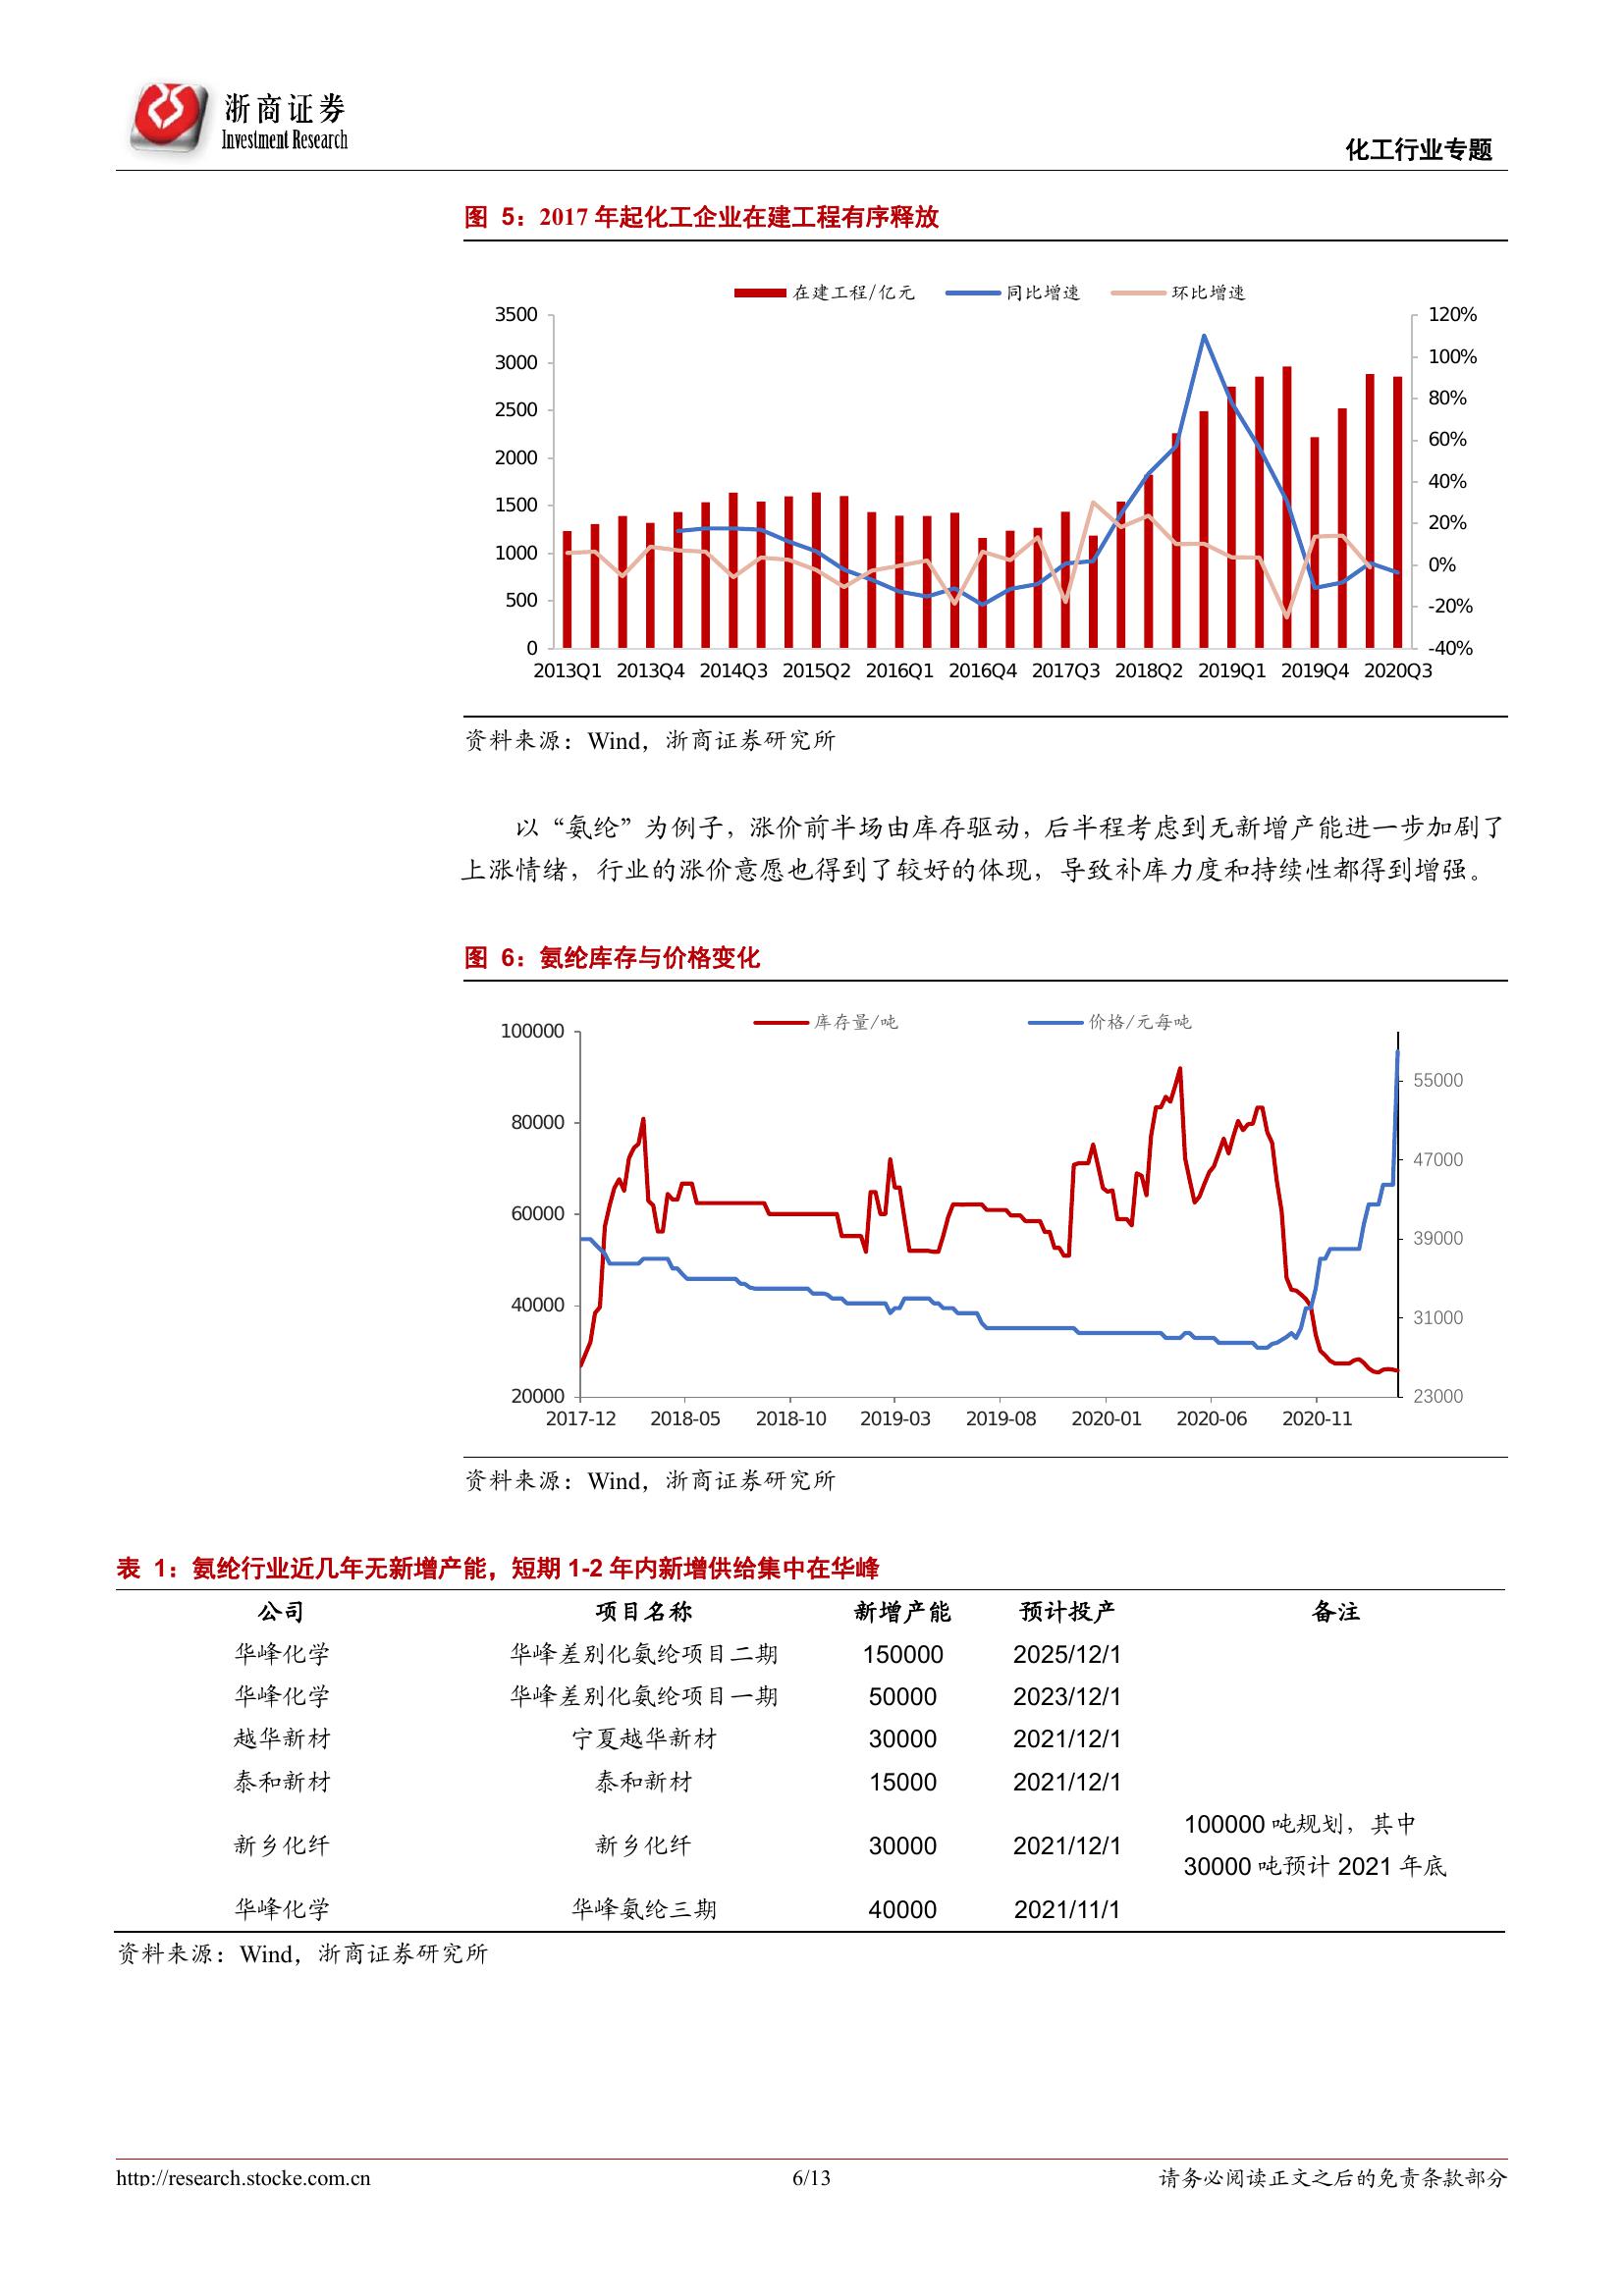 浙商证券
Investment Research
化工行业专题
图 5：2017 年起化工企业在建工程有序释放
在建工程/亿元 同比增速 环比增速
3500 120%
3000 100%
2500 80%
2000 60%
1500 40%
1000 20%
500 0%
0 -20%
-40%
2013Q1 2013Q4 2014Q3 2015Q2 2016Q1 2016Q4 2017Q3 2018Q2 2019Q1 2019Q4 2020Q3
资料来源：Wind，浙商证券研究所
以“氨纶”为例子，涨价前半场由库存驱动，后半程考虑到无新增产能进一步加剧了
上涨情绪，行业的涨价意愿也得到了较好的体现，导致补库力度和持续性都得到增强。
图 6：氨纶库存与价格变化
库存量/吨 价格/元每吨
100000 55000
80000 47000
60000 39000
40000 31000
20000 23000
2017-12 2018-05 2018-10 2019-03 2019-08 2020-01 2020-06 2020-11
资料来源：Wind，浙商证券研究所
表 1：氨纶行业近几年无新增产能，短期 1-2 年内新增供给集中在华峰
公司 项目名称 新增产能 预计投产 备注
华峰化学 华峰差别化氨纶项目二期 150000 2025/12/1
华峰化学 华峰差别化氨纶项目一期 50000 2023/12/1
越华新材 宁夏越华新材 30000 2021/12/1
泰和新材 泰和新材 15000 2021/12/1
新乡化纤 新乡化纤 30000 2021/12/1 100000 吨规划，其中
30000 吨预计 2021 年底
华峰化学 华峰氨纶三期 40000 2021/11/1
资料来源：Wind，浙商证券研究所
http://research.stocke.com.cn 6/13 请务必阅读正文之后的免责条款部分